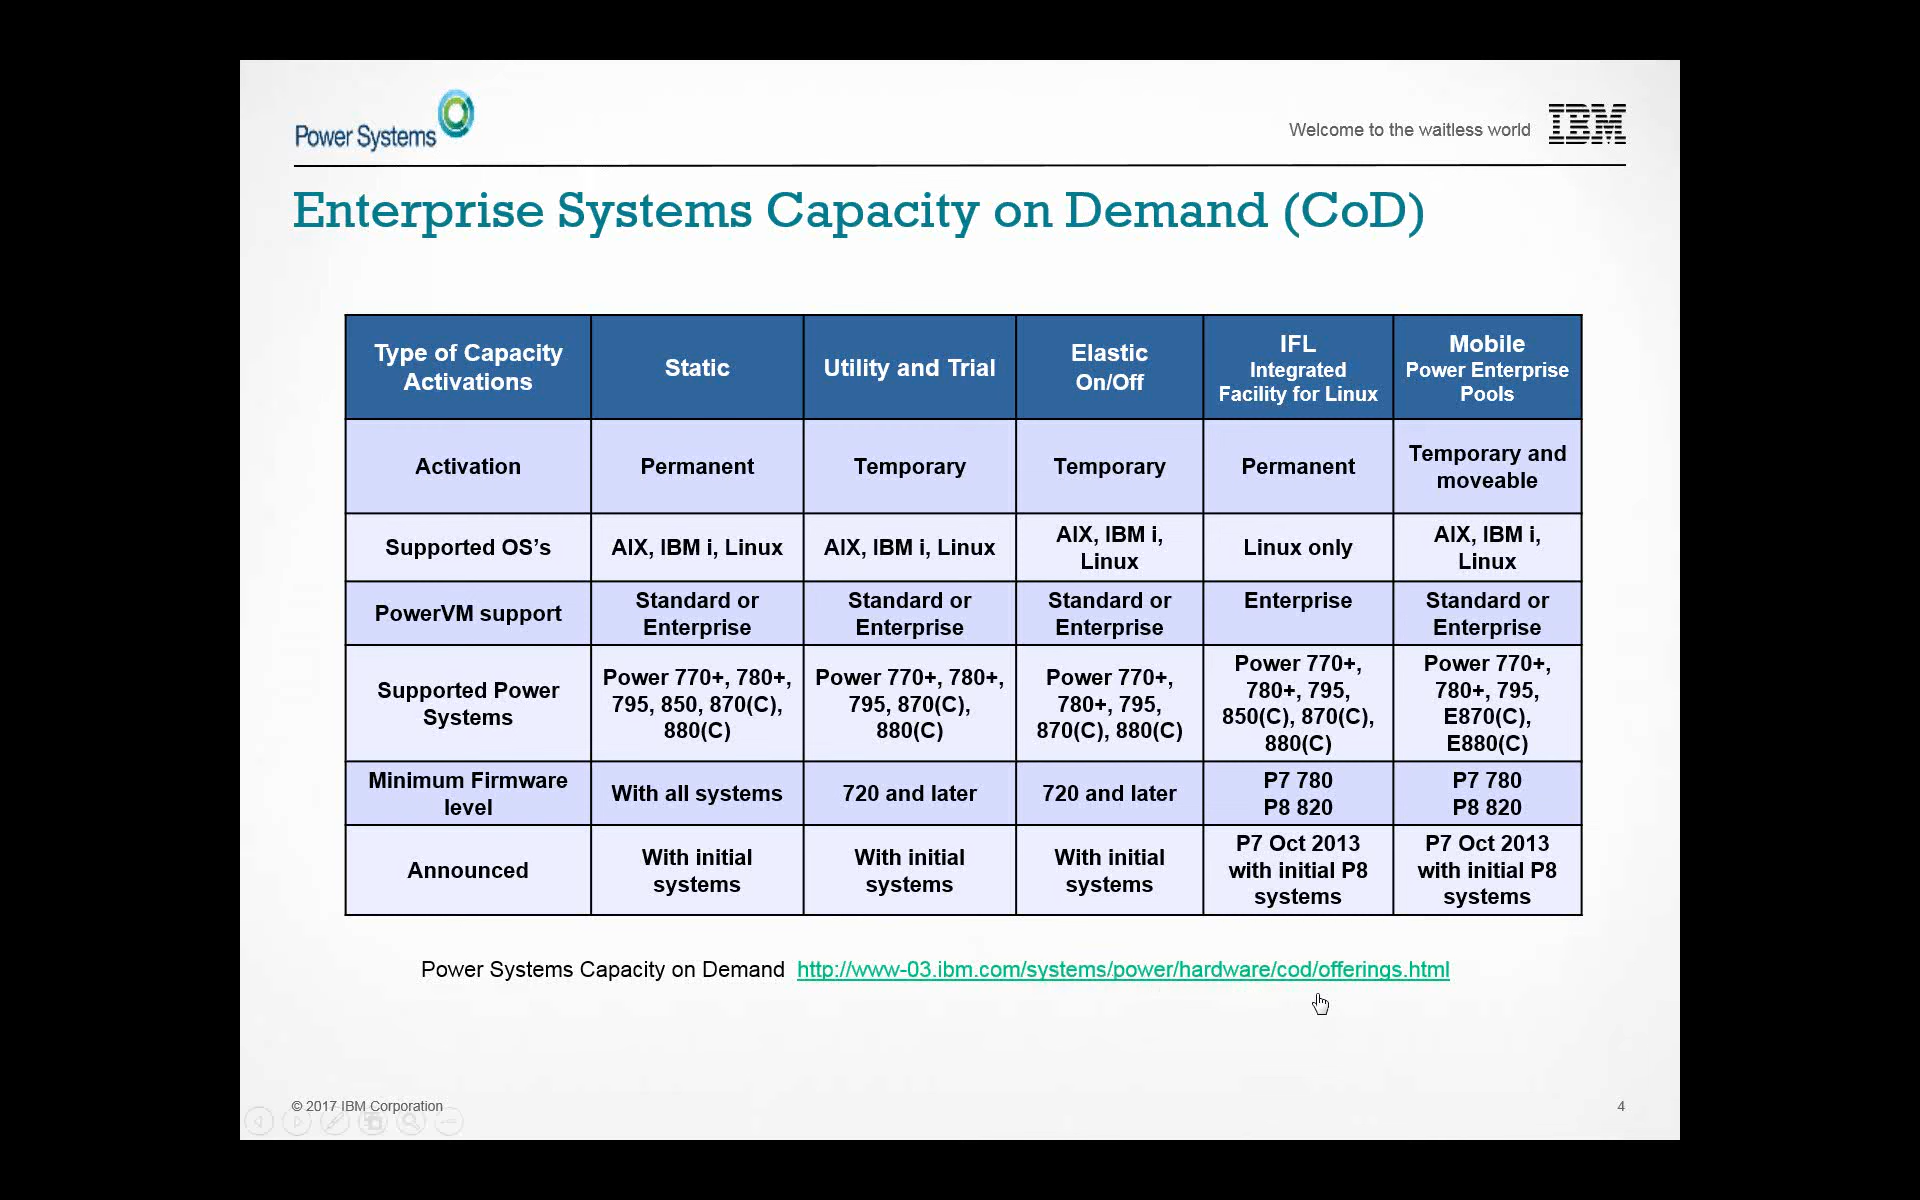 Power Systems
Welcome to the waitless world
IBM
Enterprise Systems Capacity on Demand (CoD)
Type of Capacity
Activations
Static
Utility and Trial
Elastic
On/Off
IFL
Integrated
Facility for Linux
Mobile
Power Enterprise
Pools
Activation
Permanent
Temporary
Temporary
Permanent
Temporary and
moveable
Supported OS's
AIX, IBM i, Linux
AIX, IBM i, Linux
AIX, IBM i,
Linux
Linux only
AIX, IBM i,
Linux
PowerVM support
Standard or
Enterprise
Standard or
Enterprise
Standard or
Enterprise
Enterprise
Standard or
Enterprise
Supported Power
Systems
Power 770+, 780+,
795, 850, 870(C),
880(C)
Power 770+, 780+,
795, 870(C),
880(C)
Power 770+,
780+, 795,
870(C), 880(C)
Power 770+,
780+, 795,
850(C), 870(C),
880(C)
Power 770+,
780+, 795,
E870(C),
E880(C)
Minimum Firmware
level
With all systems
720 and later
720 and later
P7 780
P8 820
P7 780
P8 820
Announced
With initial
systems
With initial
systems
With initial
systems
P7 Oct 2013
with initial P8
systems
P7 Oct 2013
with initial P8
systems
Power Systems Capacity on Demand http://www-03.ibm.com/systems/power/hardware/cod/offerings.html
© 2017 IBM Corporation
4